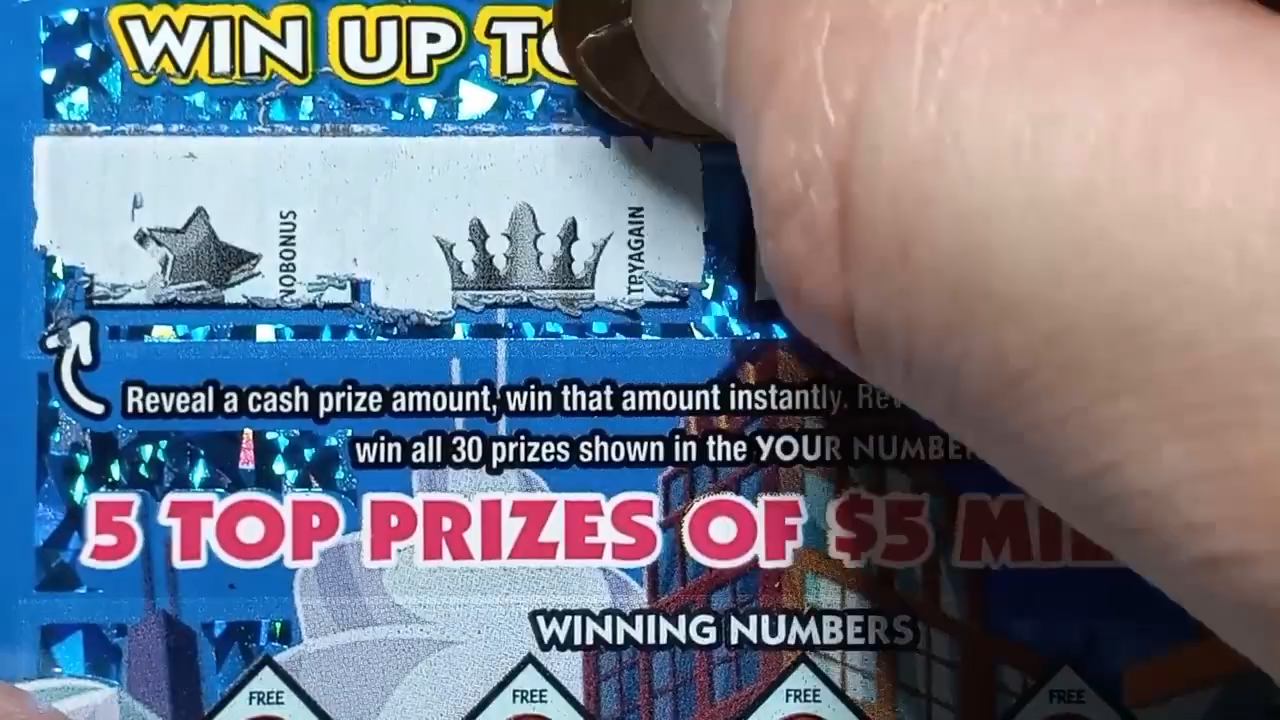 WIN UP TO
NOBONUS
TRYAGAIN
Reveal a cash prize amount, win that amount instantly.
win all 30 prizes shown in the YOUR
5 TOP PRIZES OF $5
WINNING NUMBERS
FREE FREE FREE FREE